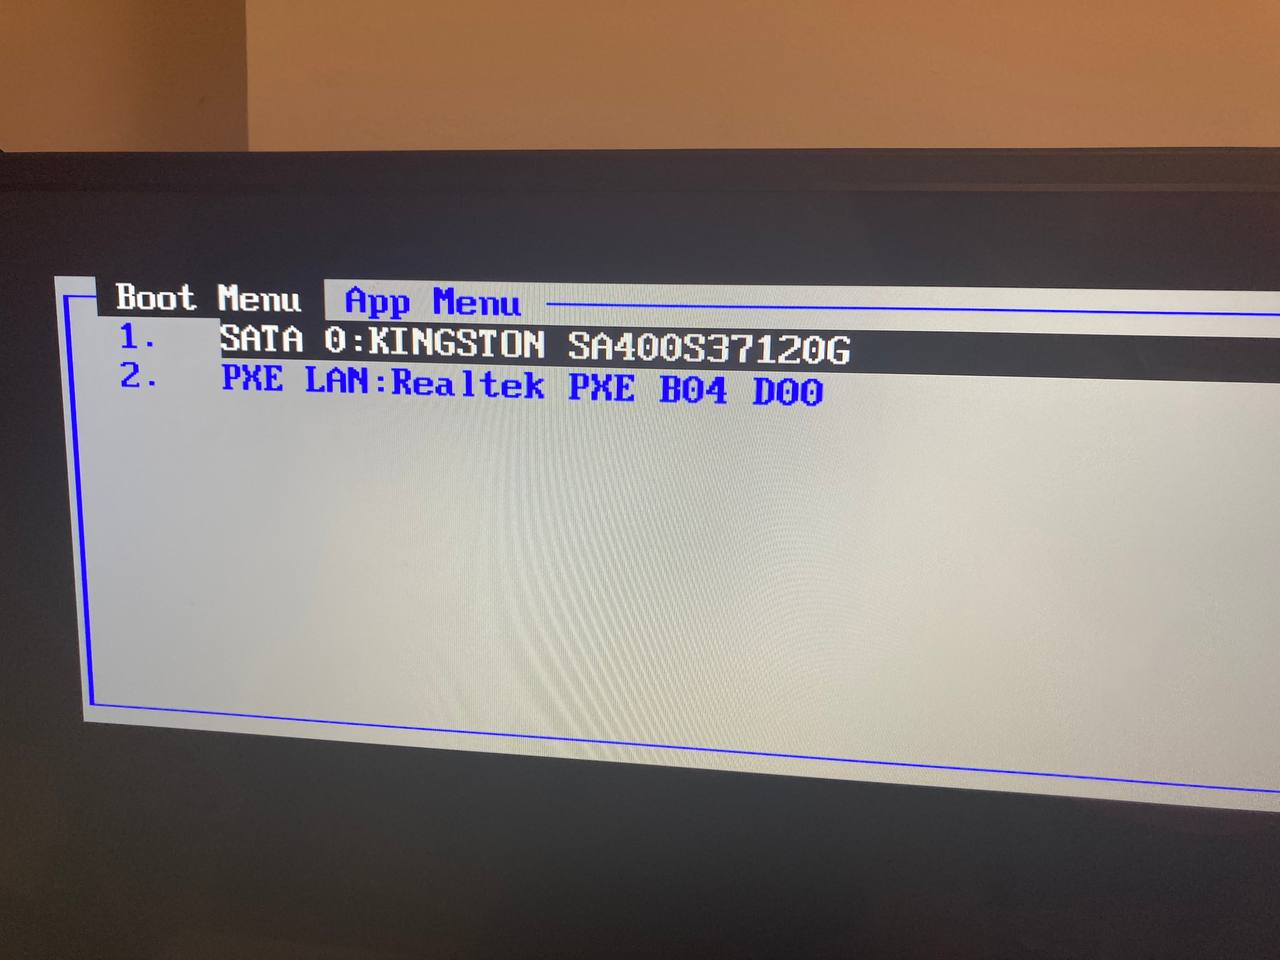 Boot Menu App Menu
1. SATA 0:KINGSTON SA400S37120G
2. PXE LAN:Realtek PXE B04 D00